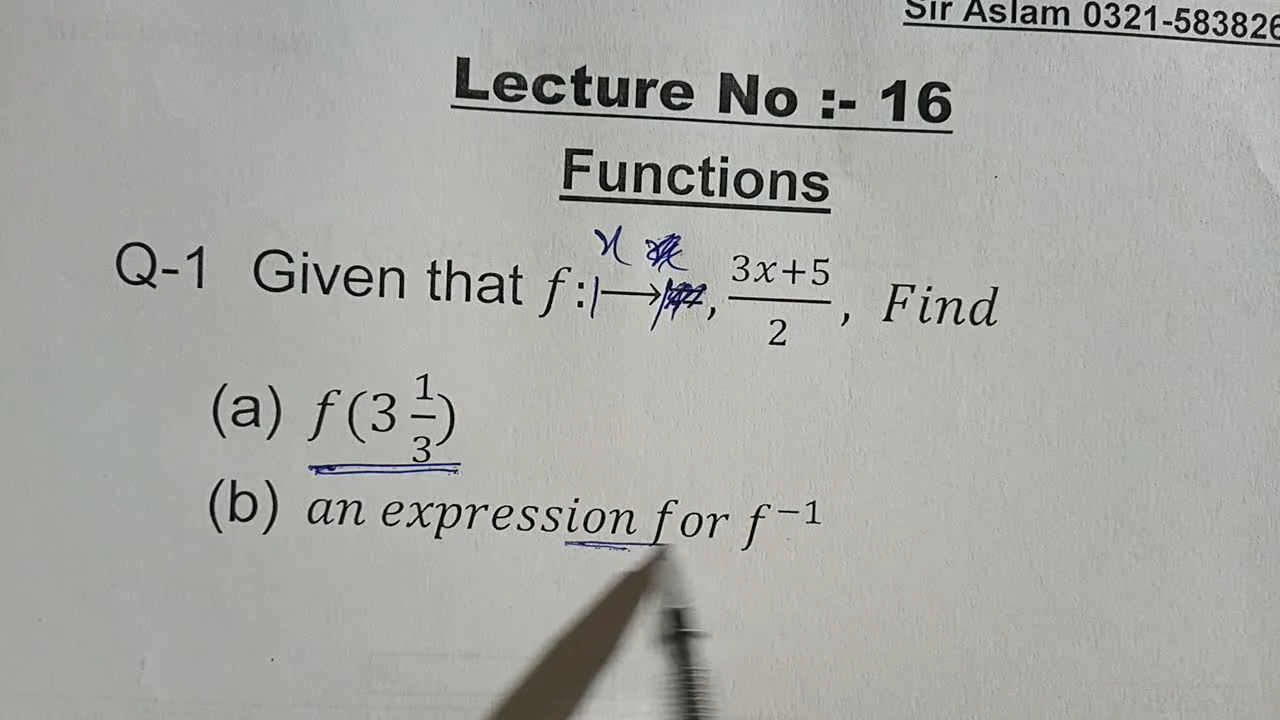 Sir Aslam 0321-583826
Lecture No :- 16
Functions
x
Q-1 Given that f:|⟶, 3x+5/2, Find
(a) f(3 1/3)
(b) an expression for f⁻¹